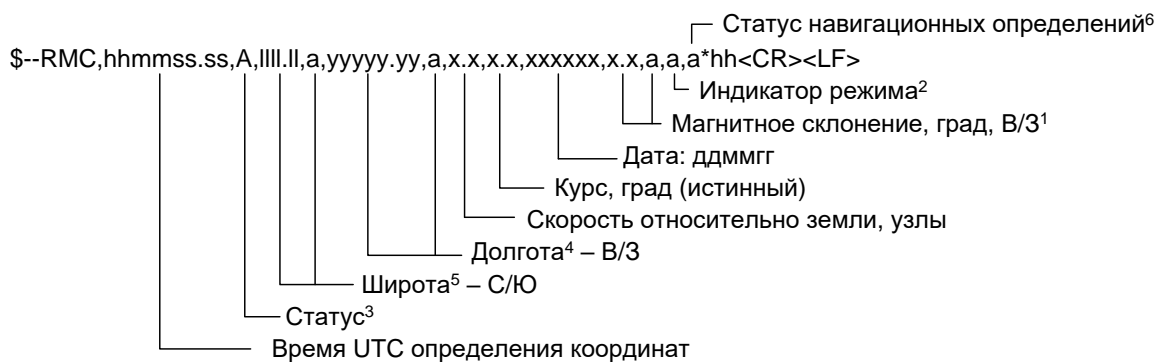 Статус навигационных определений⁶
$--RMC,hhmmss.ss,A,llll.ll,a,yyyyy.yy,a,x.x,x.x,xxxxxx,x.x,a,a,a*hh<CR><LF>
Индикатор режима²
Магнитное склонение, град, В/З¹
Дата: ддммгг
Курс, град (истинный)
Скорость относительно земли, узлы
Долгота⁴ – В/З
Широта⁵ – С/Ю
Статус³
Время UTC определения координат